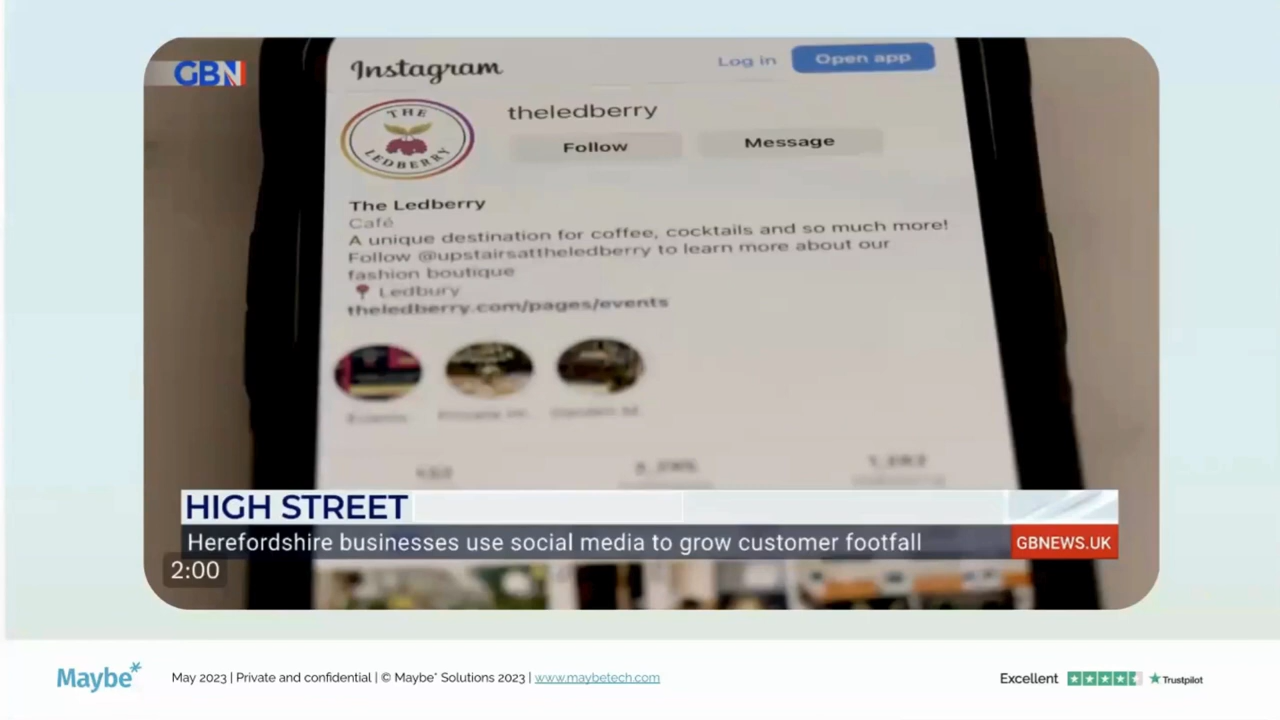 GBN
Instagram
Log in
Open app
THE LEDBERRY
theledberry
Follow
Message
The Ledberry
Café
A unique destination for coffee, cocktails and so much more!
Follow @upstairsattheledberry to learn more about our
fashion boutique
Ledbury
theledberry.com/pages/events
Events
HIGH STREET
Herefordshire businesses use social media to grow customer footfall
GBNEWS.UK
2:00
Maybe*
May 2023 | Private and confidential | © Maybe* Solutions 2023 | www.maybetech.com
Excellent
Trustpilot